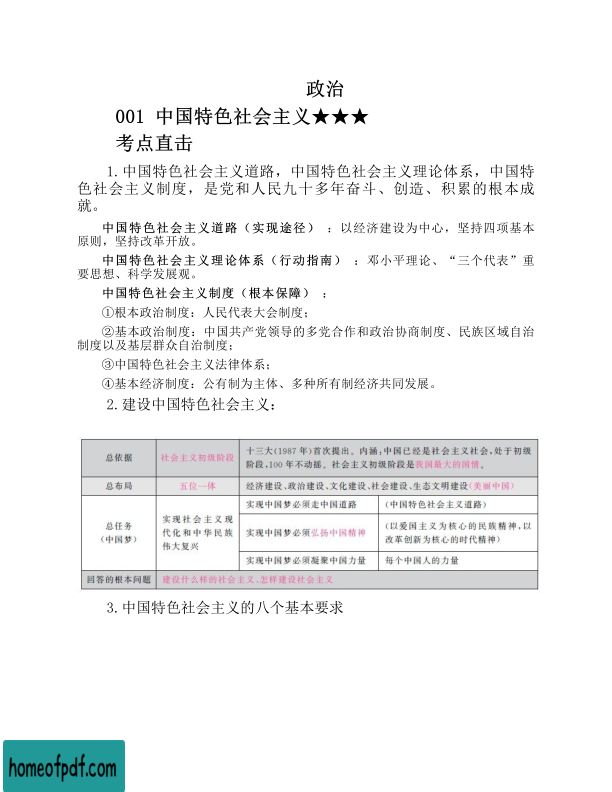 政治
001 中国特色社会主义★★★
考点直击
1.中国特色社会主义道路，中国特色社会主义理论体系，中国特
色社会主义制度，是党和人民九十多年奋斗、创造、积累的根本成
就。
中国特色社会主义道路（实现途径）：以经济建设为中心，坚持四项基本
原则，坚持改革开放。
中国特色社会主义理论体系（行动指南）：邓小平理论、“三个代表”重
要思想、科学发展观。
中国特色社会主义制度（根本保障）：
①根本政治制度：人民代表大会制度；
②基本政治制度：中国共产党领导的多党合作和政治协商制度、民族区域自治
制度以及基层群众自治制度；
③中国特色社会主义法律体系；
④基本经济制度：公有制为主体、多种所有制经济共同发展。
2.建设中国特色社会主义：
总依据 社会主义初级阶段 十三大(1987年)首次提出。内涵:中国已经是社会主义社会,处于初级
阶段,100年不动摇。社会主义初级阶段是我国最大的国情。
总布局 五位一体 经济建设、政治建设、文化建设、社会建设、生态文明建设(美丽中国)
总任务
(中国梦)
实现社会主义现
代化和中华民族
伟大复兴
实现中国梦必须走中国道路 (中国特色社会主义道路)
实现中国梦必须弘扬中国精神 (以爱国主义为核心的民族精神,以
改革创新为核心的时代精神)
实现中国梦必须凝聚中国力量 每个中国人的力量
回答的根本问题 建设什么样的社会主义、怎样建设社会主义
3.中国特色社会主义的八个基本要求
homeofpdf.com